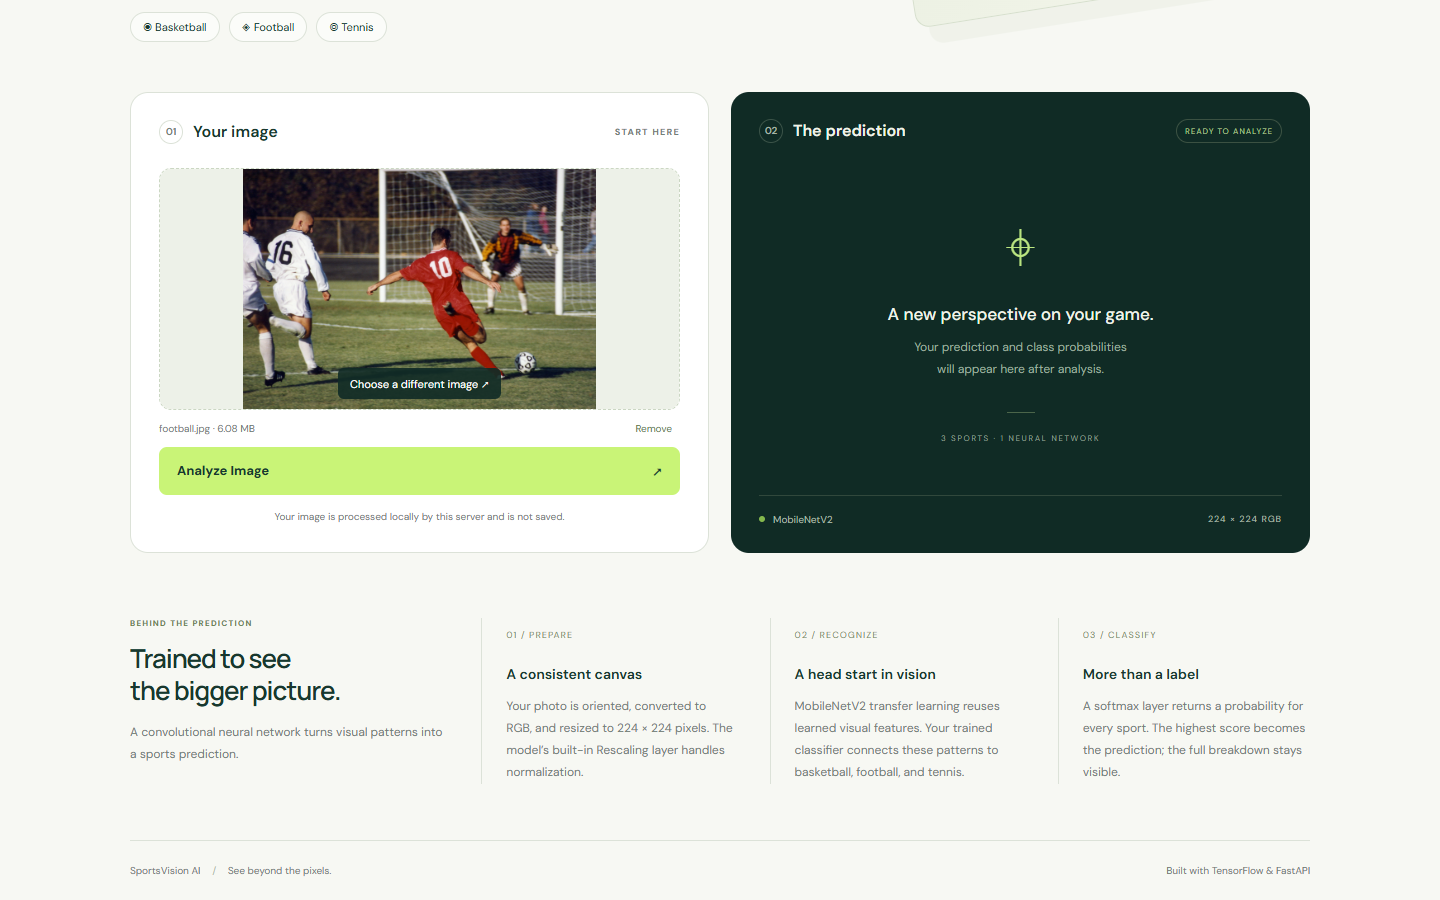 Basketball
Football
Tennis
01 Your image
START HERE
16
10
Choose a different image ↗
football.jpg · 6.08 MB
Remove
Analyze Image ↗
Your image is processed locally by this server and is not saved.
02 The prediction
READY TO ANALYZE
A new perspective on your game.
Your prediction and class probabilities
will appear here after analysis.
3 SPORTS · 1 NEURAL NETWORK
MobileNetV2
224 × 224 RGB
BEHIND THE PREDICTION
Trained to see
the bigger picture.
A convolutional neural network turns visual patterns into
a sports prediction.
01 / PREPARE
A consistent canvas
Your photo is oriented, converted to
RGB, and resized to 224 × 224 pixels. The
model’s built-in Rescaling layer handles
normalization.
02 / RECOGNIZE
A head start in vision
MobileNetV2 transfer learning reuses
learned visual features. Your trained
classifier connects these patterns to
basketball, football, and tennis.
03 / CLASSIFY
More than a label
A softmax layer returns a probability for
every sport. The highest score becomes
the prediction; the full breakdown stays
visible.
SportsVision AI / See beyond the pixels.
Built with TensorFlow & FastAPI